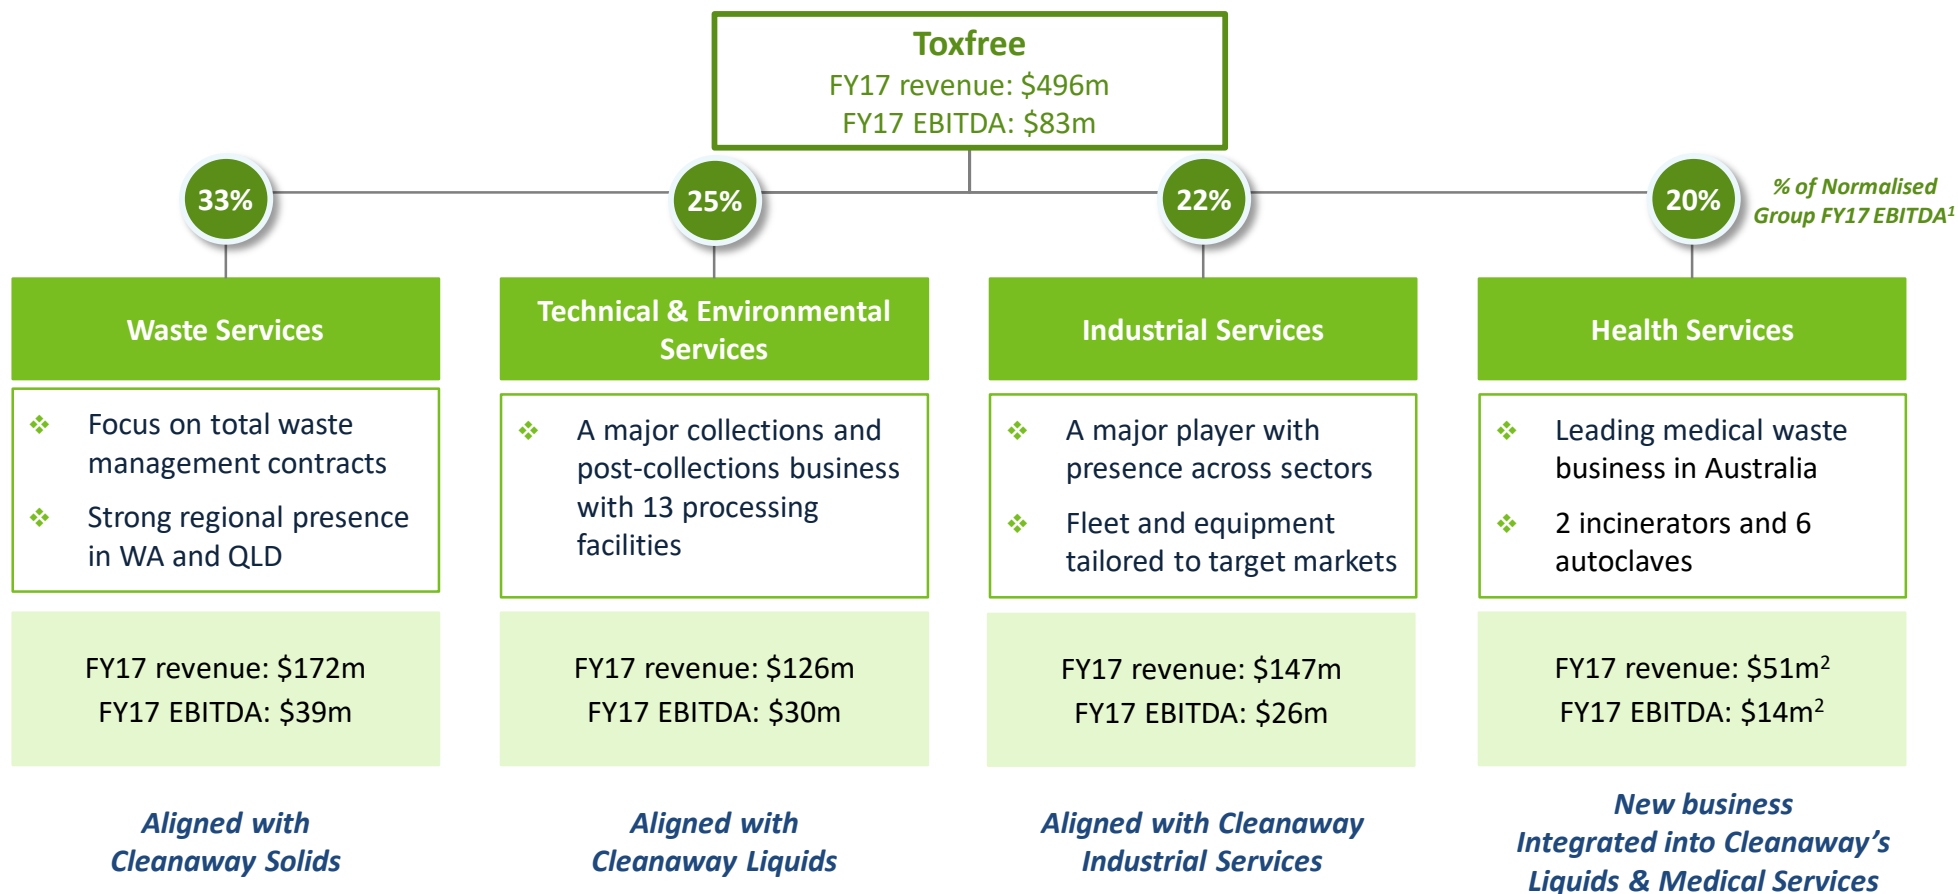 Toxfree
FY17 revenue: $496m
FY17 EBITDA: $83m
33%
25%
22%
20%
% of Normalised
Group FY17 EBITDA¹
Waste Services
Focus on total waste
management contracts
Strong regional presence
in WA and QLD
FY17 revenue: $172m
FY17 EBITDA: $39m
Aligned with
Cleanaway Solids
Technical & Environmental
Services
A major collections and
post-collections business
with 13 processing
facilities
FY17 revenue: $126m
FY17 EBITDA: $30m
Aligned with
Cleanaway Liquids
Industrial Services
A major player with
presence across sectors
Fleet and equipment
tailored to target markets
FY17 revenue: $147m
FY17 EBITDA: $26m
Aligned with Cleanaway
Industrial Services
Health Services
Leading medical waste
business in Australia
2 incinerators and 6
autoclaves
FY17 revenue: $51m²
FY17 EBITDA: $14m²
New business
Integrated into Cleanaway’s
Liquids & Medical Services